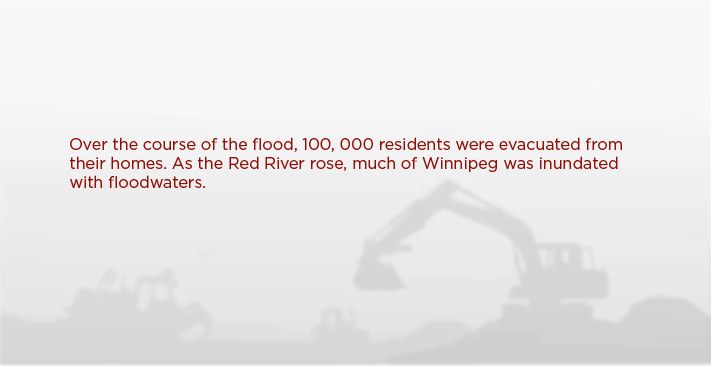 Over the course of the flood, 100, 000 residents were evacuated from
their homes. As the Red River rose, much of Winnipeg was inundated
with floodwaters.